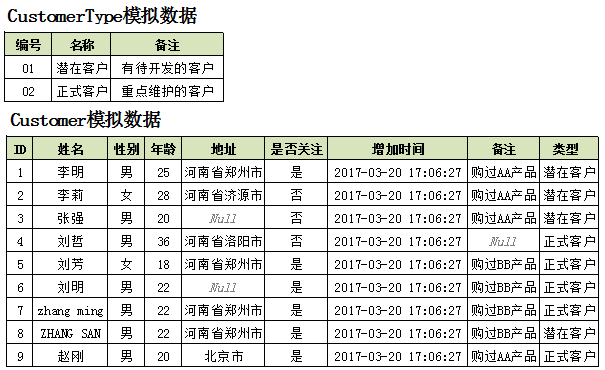 CustomerType模拟数据
编号 名称 备注
01 潜在客户 有待开发的客户
02 正式客户 重点维护的客户
Customer模拟数据
ID 姓名 性别 年龄 地址 是否关注 增加时间 备注 类型
1 李明 男 25 河南省郑州市 是 2017-03-20 17:06:27 购过AA产品 潜在客户
2 李莉 女 28 河南省济源市 否 2017-03-20 17:06:27 购过AA产品 潜在客户
3 张强 男 20 Null 否 2017-03-20 17:06:27 购过AA产品 潜在客户
4 刘哲 男 36 河南省洛阳市 否 2017-03-20 17:06:27 Null 正式客户
5 刘芳 女 18 河南省郑州市 是 2017-03-20 17:06:27 购过BB产品 正式客户
6 刘明 男 22 Null 是 2017-03-20 17:06:27 购过BB产品 正式客户
7 zhang ming 男 22 河南省郑州市 是 2017-03-20 17:06:27 购过BB产品 正式客户
8 ZHANG SAN 男 22 河南省郑州市 是 2017-03-20 17:06:27 购过BB产品 潜在客户
9 赵刚 男 20 北京市 是 2017-03-20 17:06:27 购过AA产品 正式客户